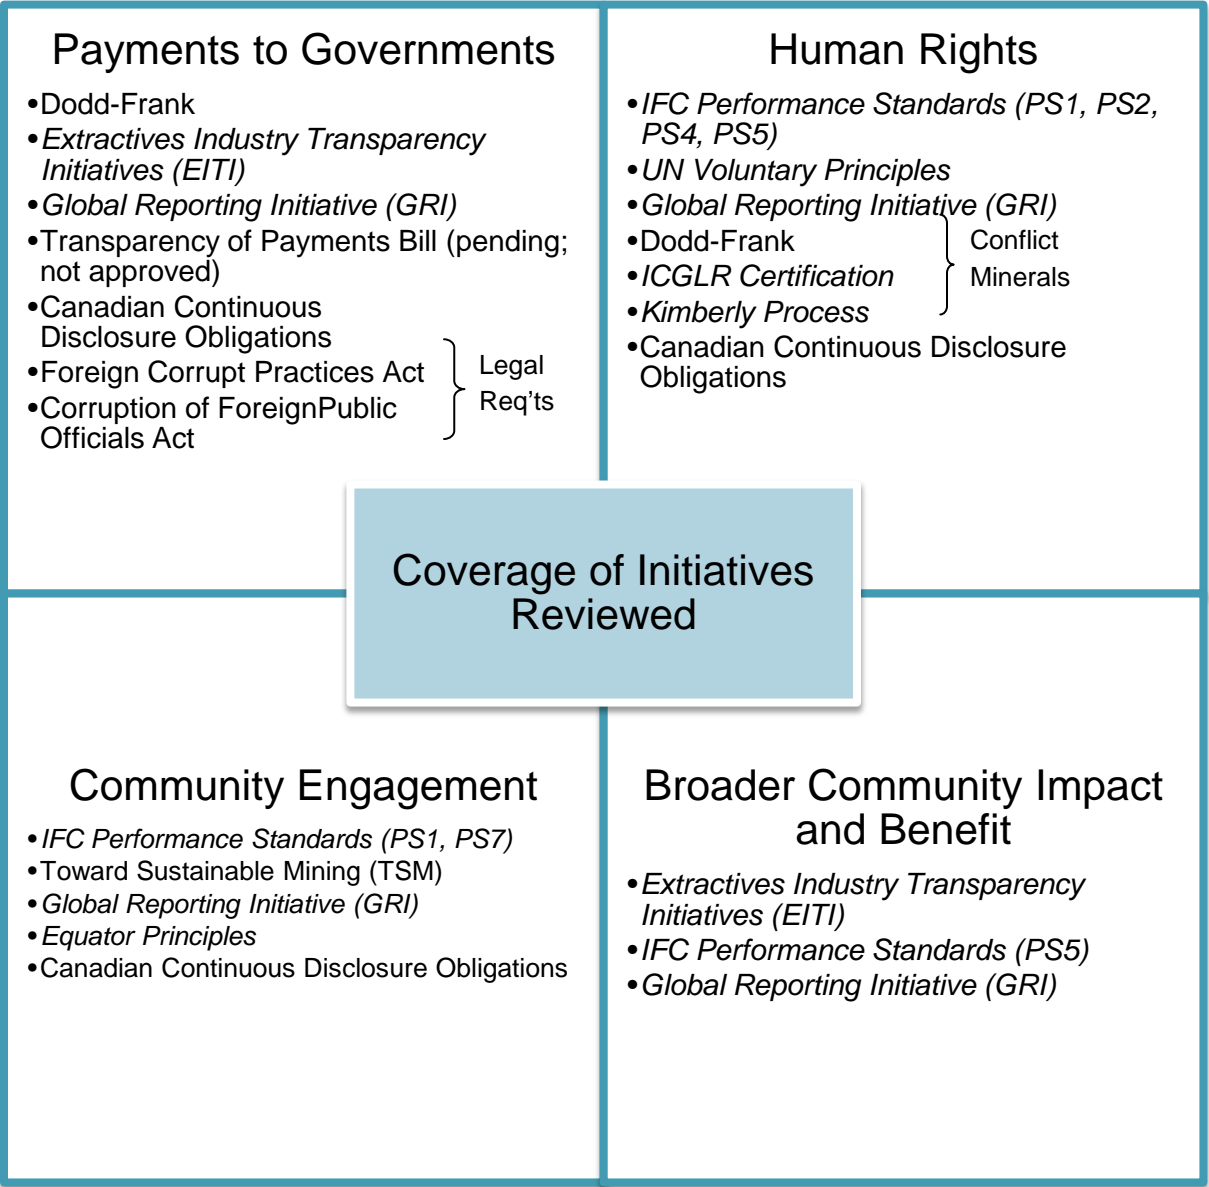 Payments to Governments
•Dodd-Frank
•Extractives Industry Transparency
Initiatives (EITI)
•Global Reporting Initiative (GRI)
•Transparency of Payments Bill (pending;
not approved)
•Canadian Continuous
Disclosure Obligations
•Foreign Corrupt Practices Act
•Corruption of ForeignPublic
Officials Act
Legal
Req'ts
Human Rights
•IFC Performance Standards (PS1, PS2,
PS4, PS5)
•UN Voluntary Principles
•Global Reporting Initiative (GRI)
•Dodd-Frank
•ICGLR Certification
•Kimberly Process
Conflict
Minerals
•Canadian Continuous Disclosure
Obligations
Coverage of Initiatives
Reviewed
Community Engagement
•IFC Performance Standards (PS1, PS7)
•Toward Sustainable Mining (TSM)
•Global Reporting Initiative (GRI)
•Equator Principles
•Canadian Continuous Disclosure Obligations
Broader Community Impact
and Benefit
•Extractives Industry Transparency
Initiatives (EITI)
•IFC Performance Standards (PS5)
•Global Reporting Initiative (GRI)